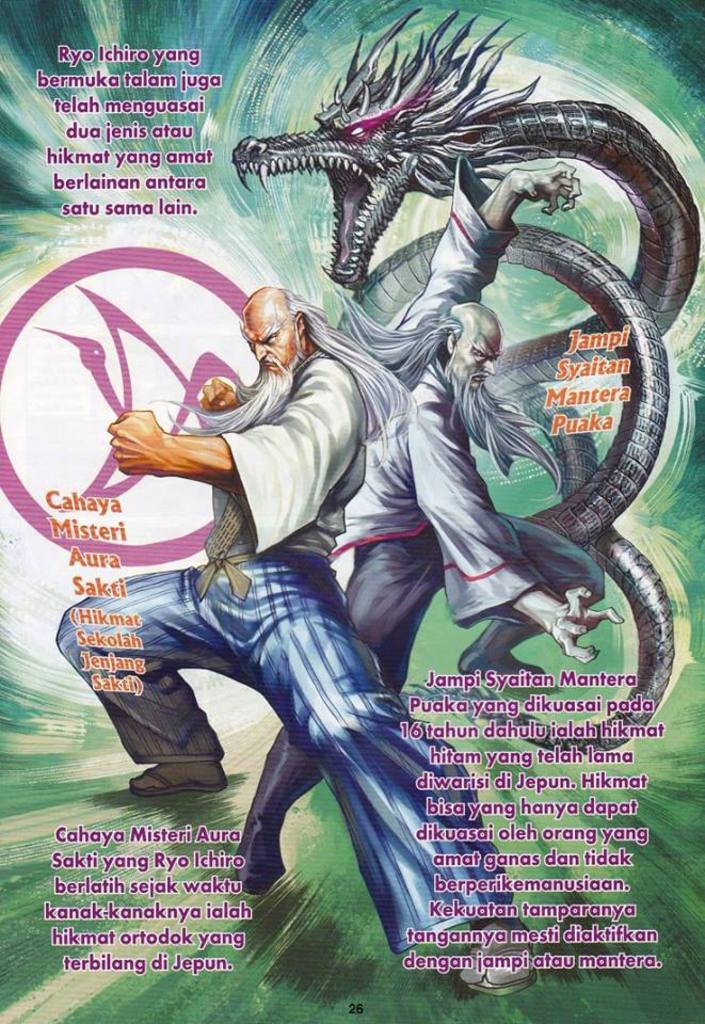 Ryo Ichiro yang
bermuka talam juga
telah menguasai
dua jenis atau
hikmat yang amat
berlainan antara
satu sama lain.
Jampi
Syaitan
Mantera
Puaka
Cahaya
Misteri
Aura
Sakti
(Hikmat
Sekolah
Jenjang
Sakti)
Jampi Syaitan Mantera
Puaka yang dikuasai pada
16 tahun dahulu ialah hikmat
hitam yang telah lama
diwarisi di Jepun. Hikmat
bisa yang hanya dapat
dikuasai oleh orang yang
amat ganas dan tidak
berperikemanusiaan.
Kekuatan tamparanya
tangannya mesti diaktifkan
dengan jampi atau mantera.
Cahaya Misteri Aura
Sakti yang Ryo Ichiro
berlatih sejak waktu
kanak-kanaknya ialah
hikmat ortodok yang
terbilang di Jepun.
26